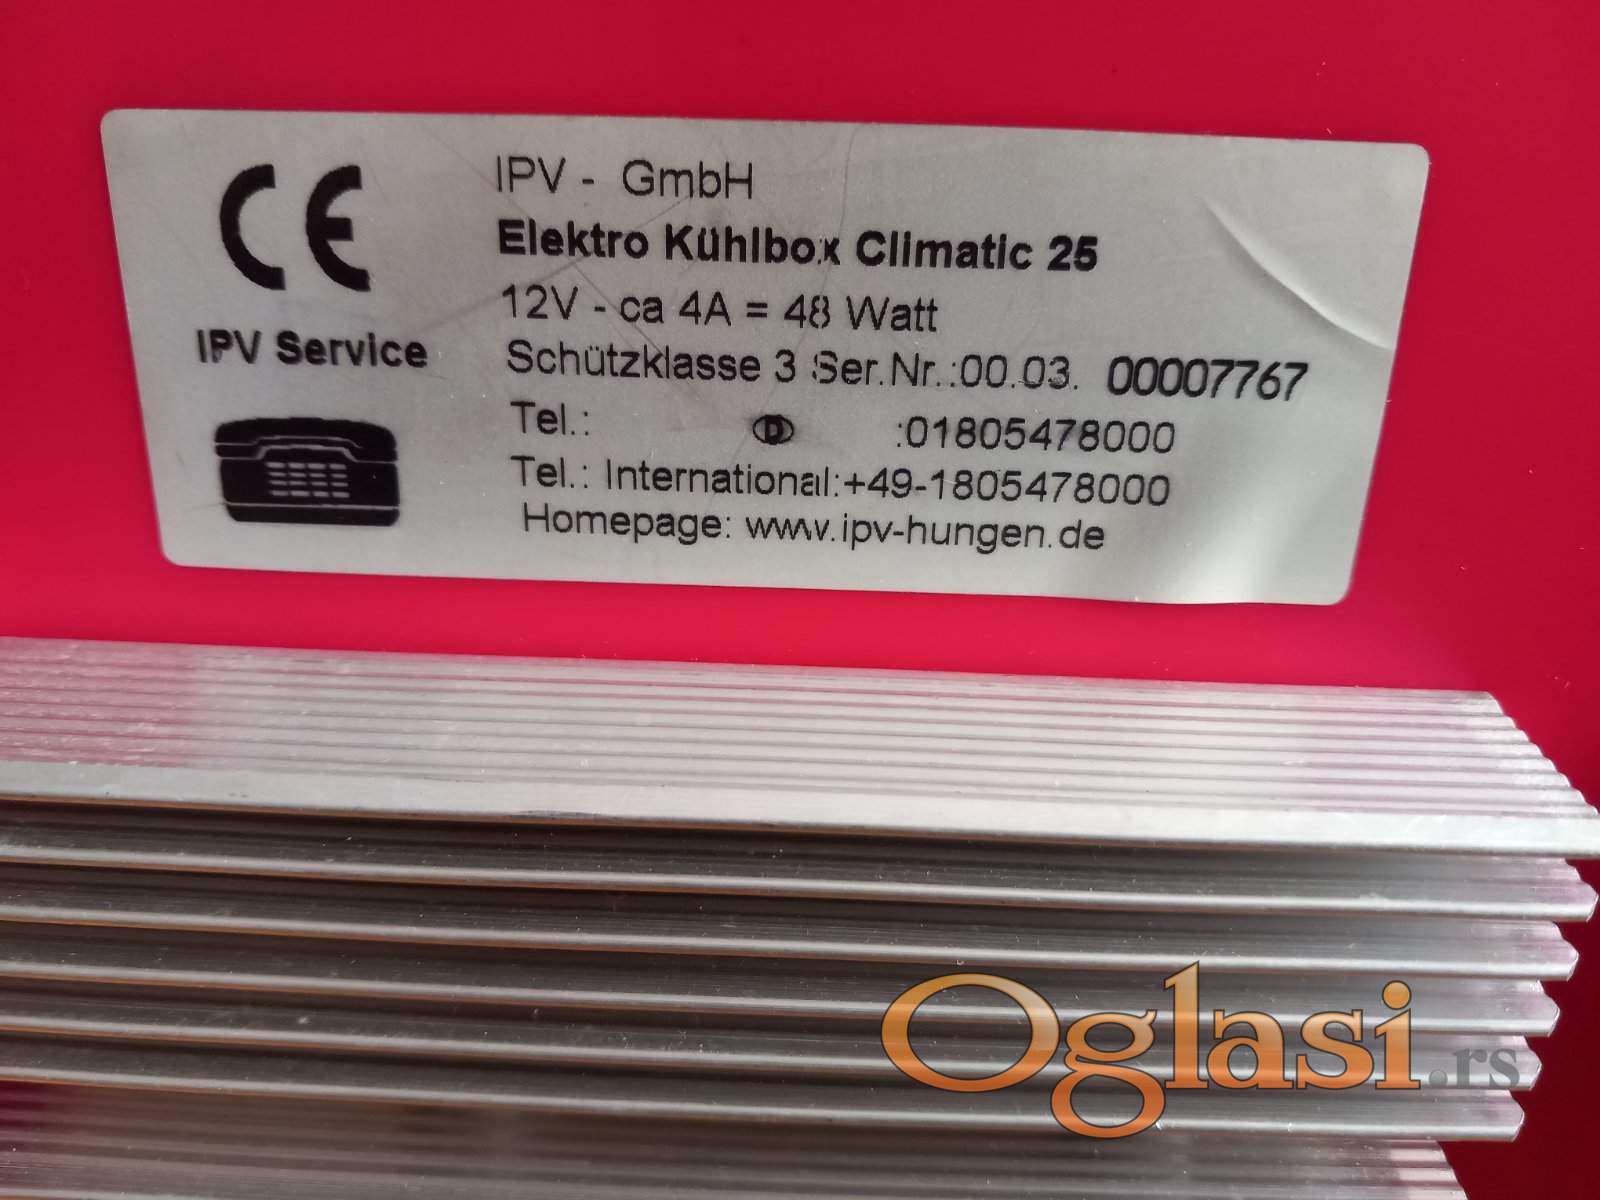 CE
IPV Service
IPV - GmbH
Elektro Kühlbox Climatic 25
12V - ca 4A = 48 Watt
Schützklasse 3 Ser.Nr.:00.03. 00007767
Tel.: D :01805478000
Tel.: International:+49-1805478000
Homepage: www.ipv-hungen.de
Oglasi.rs